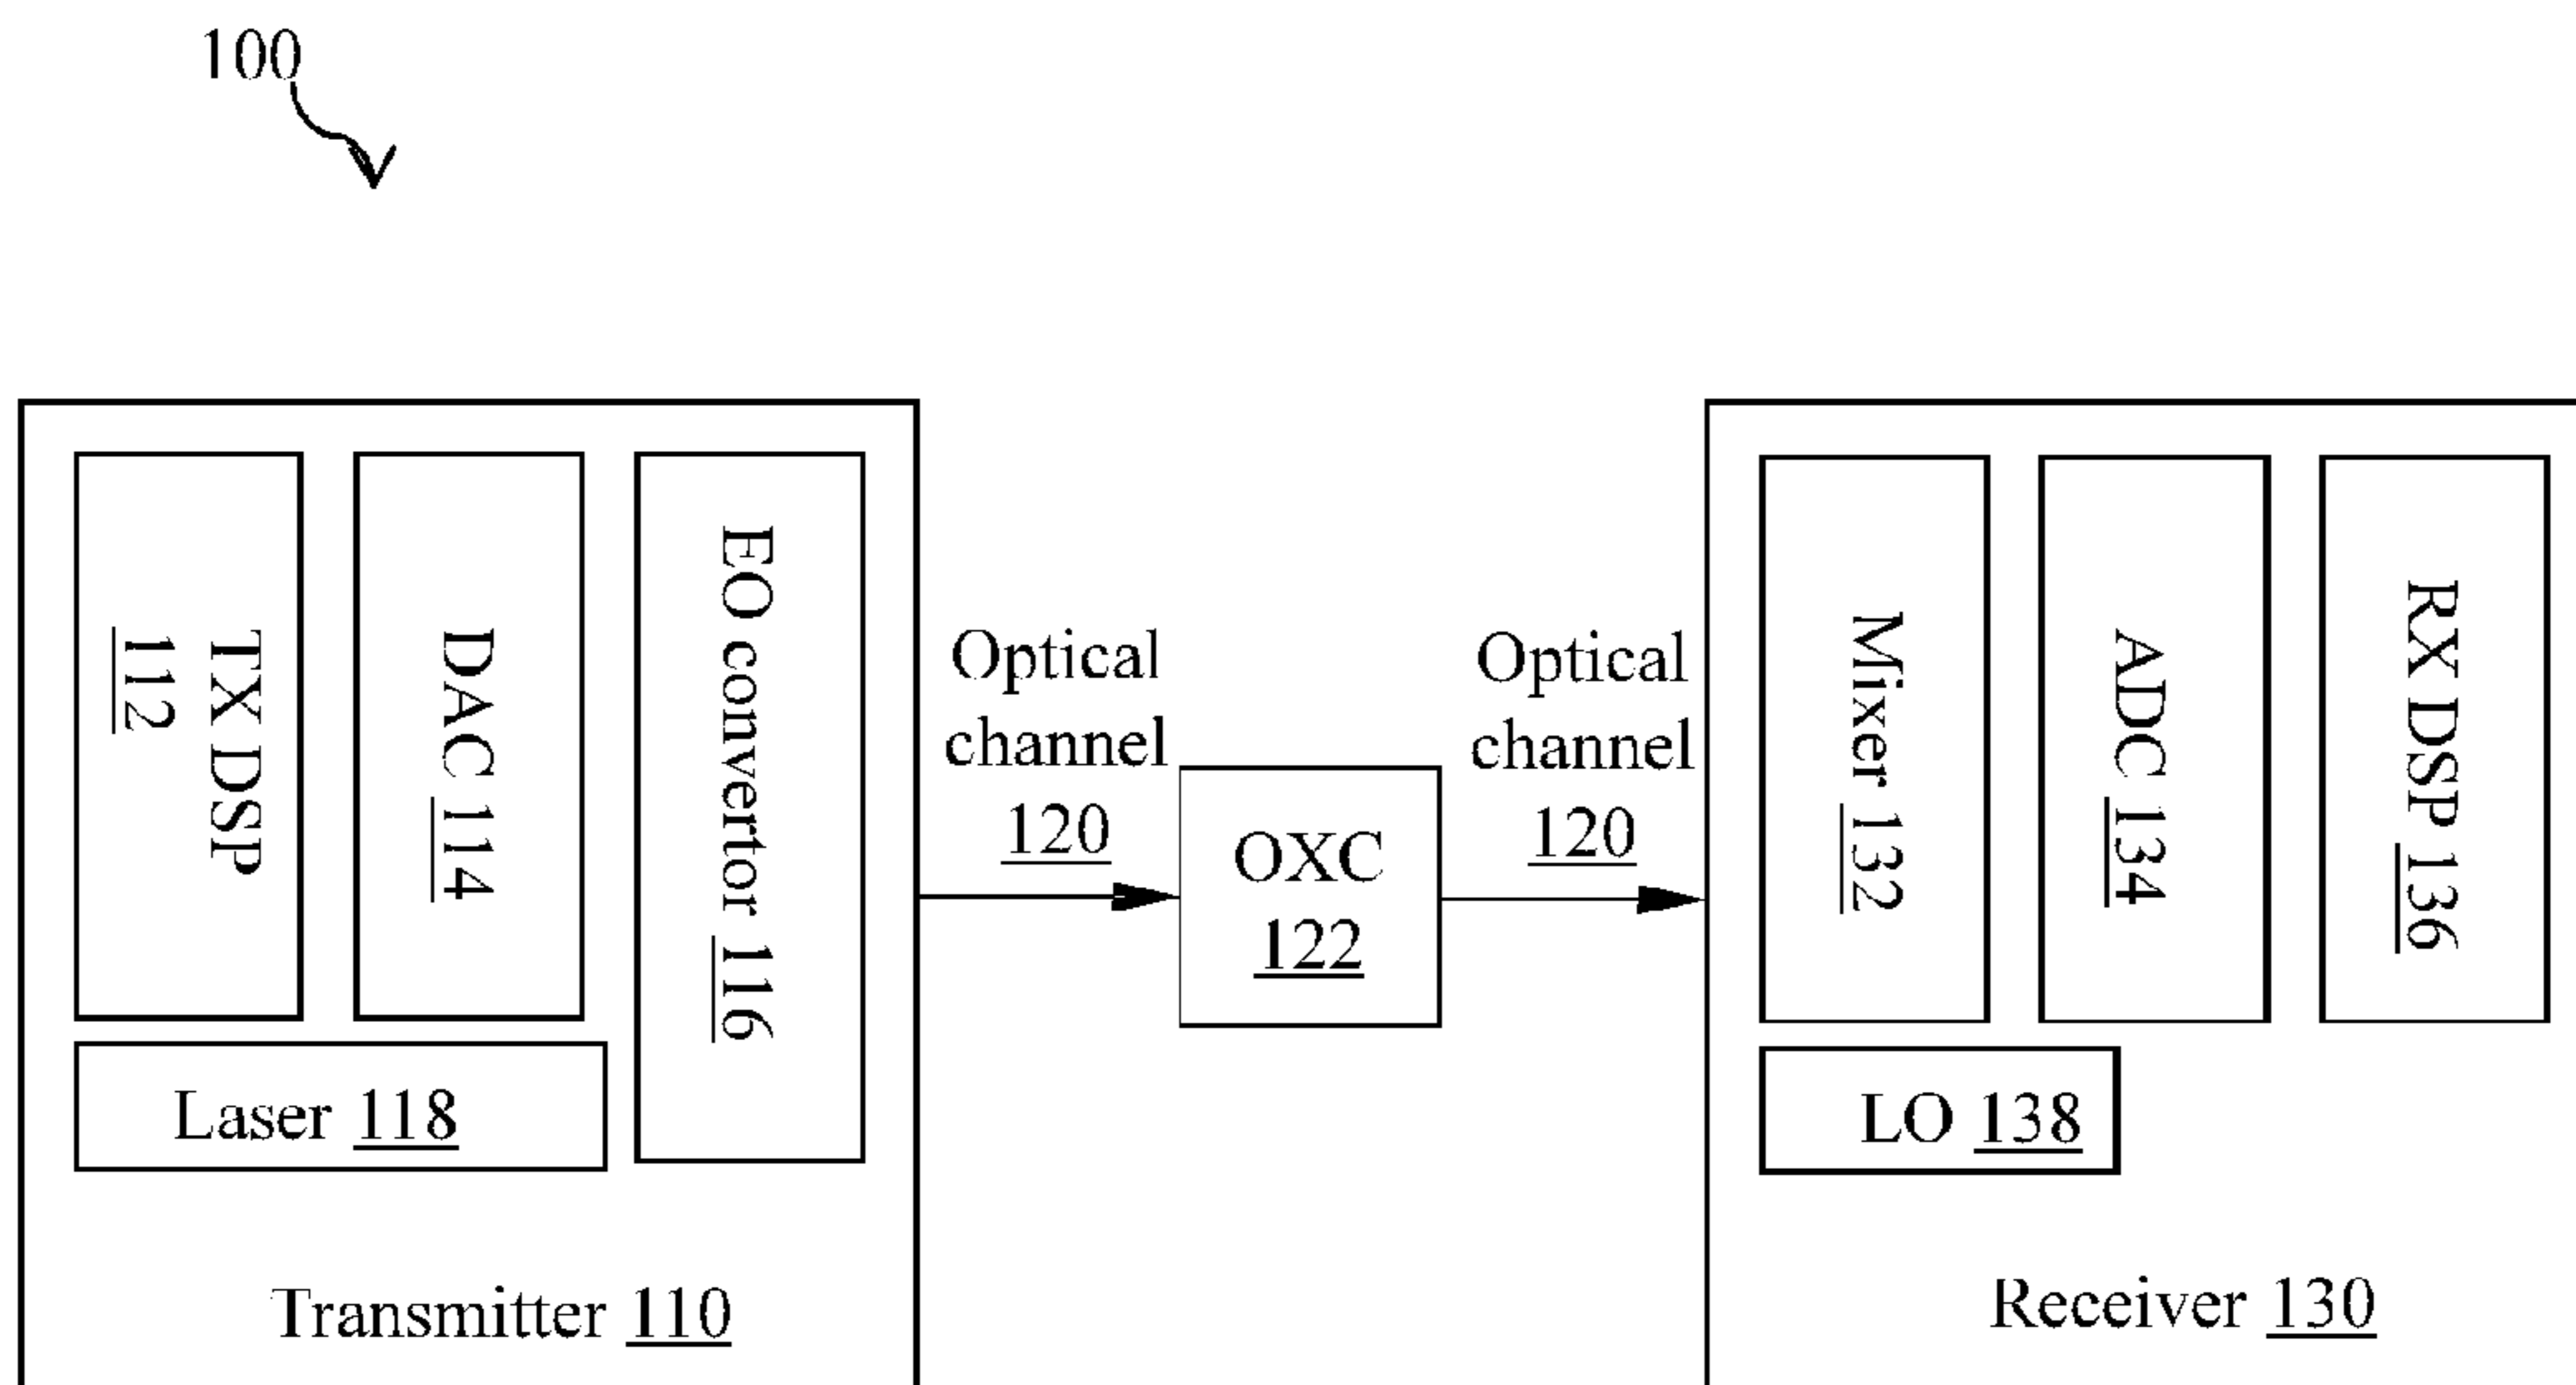 100
TX DSP
112
DAC 114
EO convertor 116
Laser 118
Transmitter 110
Optical
channel
120
OXC
122
Optical
channel
120
Mixer 132
ADC 134
RX DSP 136
LO 138
Receiver 130